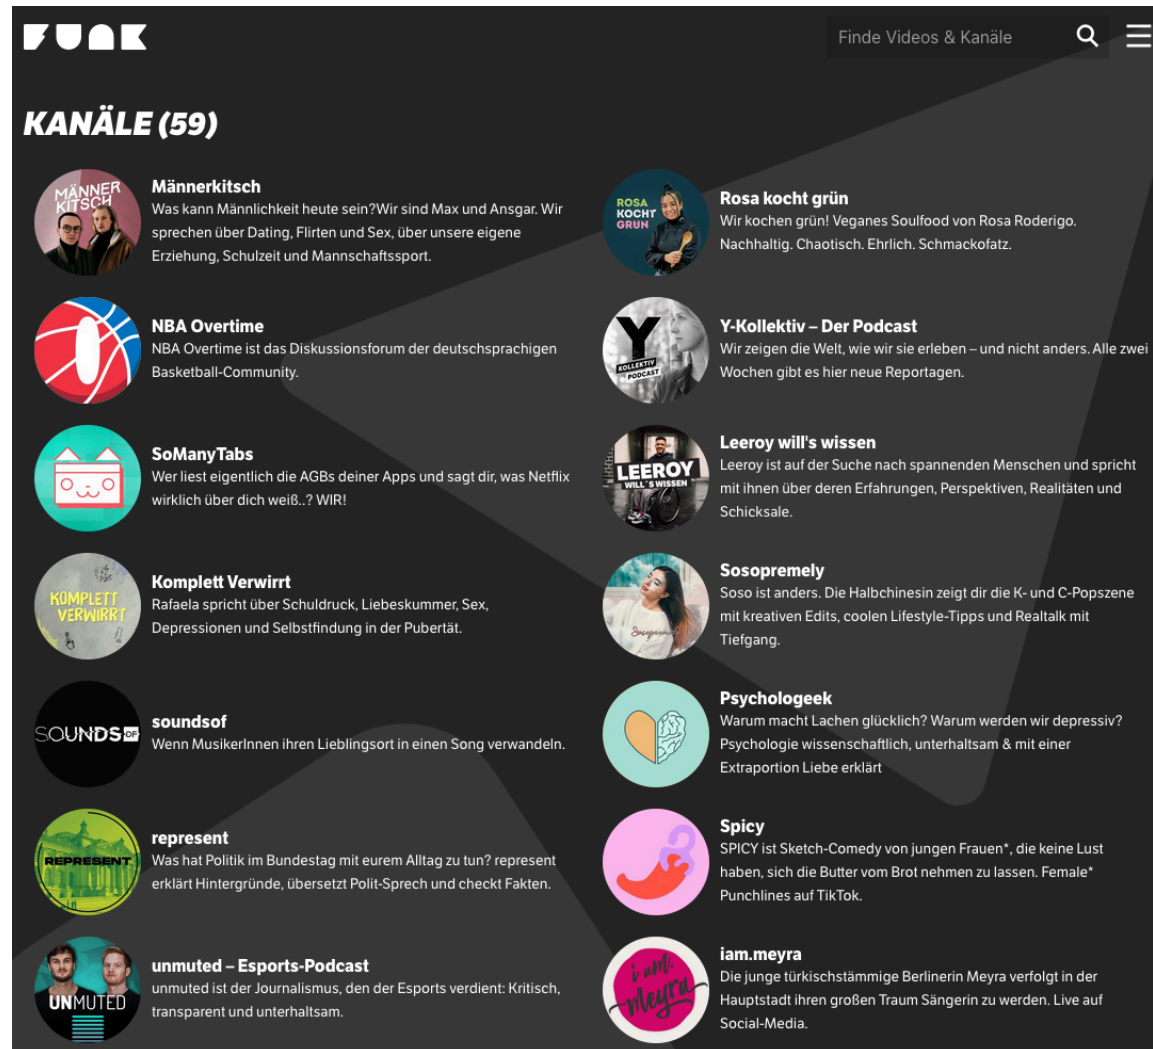 FUNK
Finde Videos & Kanäle
KANÄLE (59)
MÄNNER
KITSCH
Männerkitsch
Was kann Männlichkeit heute sein?Wir sind Max und Ansgar. Wir
sprechen über Dating, Flirten und Sex, über unsere eigene
Erziehung, Schulzeit und Mannschaftssport.
ROSA
KOCHT
GRÜN
Rosa kocht grün
Wir kochen grün! Veganes Soulfood von Rosa Roderigo.
Nachhaltig. Chaotisch. Ehrlich. Schmackofatz.
NBA Overtime
NBA Overtime ist das Diskussionsforum der deutschsprachigen
Basketball-Community.
Y
KOLLEKTIV
PODCAST
Y-Kollektiv – Der Podcast
Wir zeigen die Welt, wie wir sie erleben – und nicht anders. Alle zwei
Wochen gibt es hier neue Reportagen.
SoManyTabs
Wer liest eigentlich die AGBs deiner Apps und sagt dir, was Netflix
wirklich über dich weiß..? WIR!
LEEROY
WILL´S WISSEN
Leeroy will's wissen
Leeroy ist auf der Suche nach spannenden Menschen und spricht
mit ihnen über deren Erfahrungen, Perspektiven, Realitäten und
Schicksale.
KOMPLETT
VERWIRRT
Komplett Verwirrt
Rafaela spricht über Schuldruck, Liebeskummer, Sex,
Depressionen und Selbstfindung in der Pubertät.
Sosopremely
Soso ist anders. Die Halbchinesin zeigt dir die K- und C-Popszene
mit kreativen Edits, coolen Lifestyle-Tipps und Realtalk mit
Tiefgang.
SOUNDS OF
soundsof
Wenn MusikerInnen ihren Lieblingsort in einen Song verwandeln.
Psychologeek
Warum macht Lachen glücklich? Warum werden wir depressiv?
Psychologie wissenschaftlich, unterhaltsam & mit einer
Extraportion Liebe erklärt
REPRESENT
represent
Was hat Politik im Bundestag mit eurem Alltag zu tun? represent
erklärt Hintergründe, übersetzt Polit-Sprech und checkt Fakten.
Spicy
SPICY ist Sketch-Comedy von jungen Frauen*, die keine Lust
haben, sich die Butter vom Brot nehmen zu lassen. Female*
Punchlines auf TikTok.
UNMUTED
unmuted – Esports-Podcast
unmuted ist der Journalismus, den der Esports verdient: Kritisch,
transparent und unterhaltsam.
i am.
meyra
iam.meyra
Die junge türkischstämmige Berlinerin Meyra verfolgt in der
Hauptstadt ihren großen Traum Sängerin zu werden. Live auf
Social-Media.